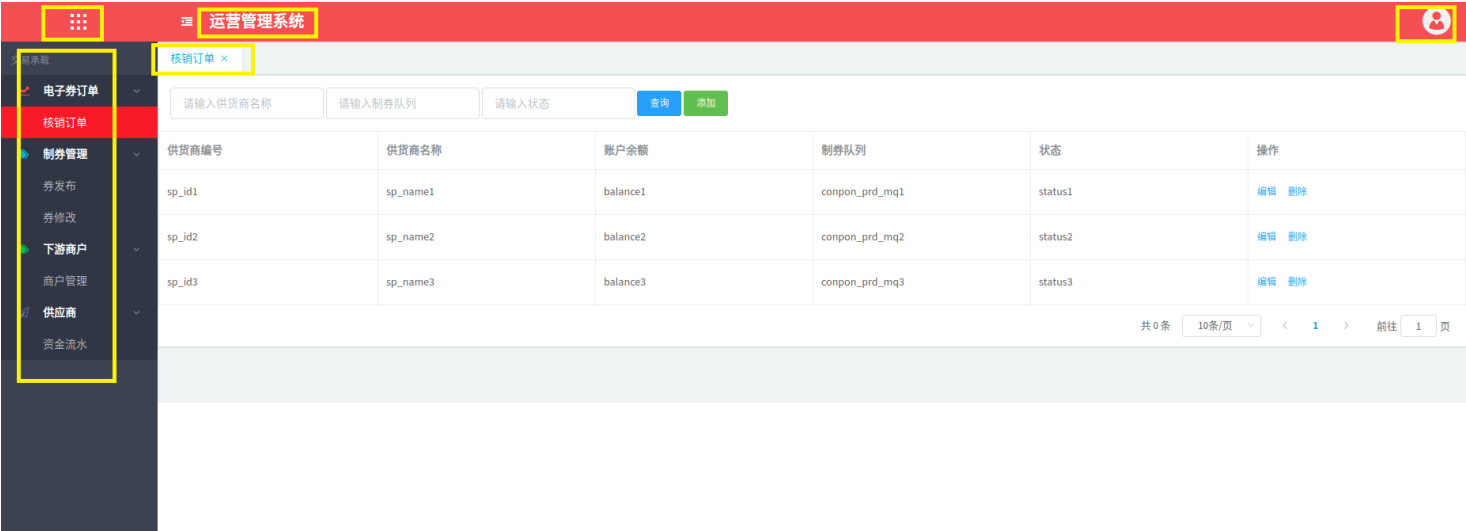 运营管理系统
交易承载
核销订单 ×
电子券订单
核销订单
制券管理
券发布
券修改
下游商户
商户管理
供应商
资金流水
请输入供货商名称 请输入制券队列 请输入状态 查询 添加
供货商编号 供货商名称 账户余额 制券队列 状态 操作
sp_id1 sp_name1 balance1 conpon_prd_mq1 status1 编辑 删除
sp_id2 sp_name2 balance2 conpon_prd_mq2 status2 编辑 删除
sp_id3 sp_name3 balance3 conpon_prd_mq3 status3 编辑 删除
共 0 条 10条/页 < 1 > 前往 1 页